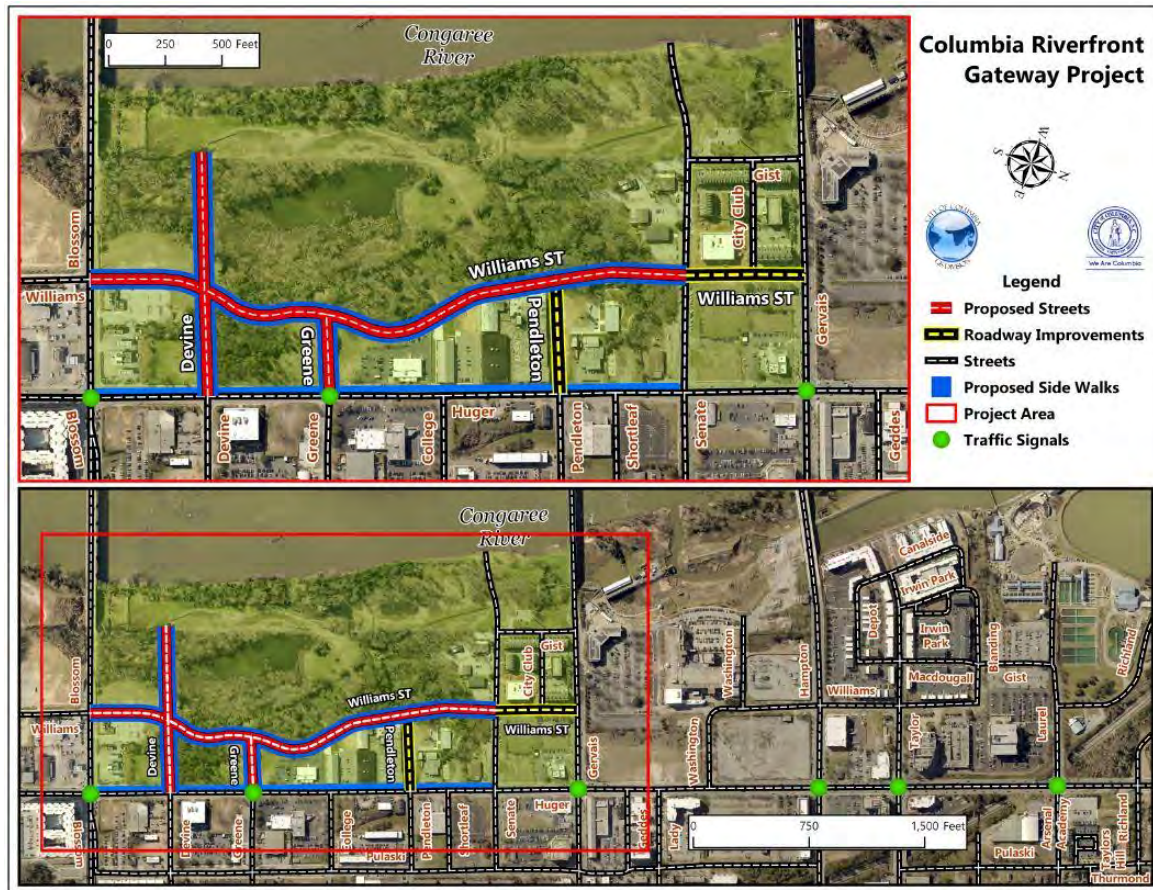 Columbia Riverfront
Gateway Project
0 250 500 Feet
Congaree
River
W
S
N
E
CITY OF COLUMBIA
GIS DIVISION
We Are Columbia
Legend
Proposed Streets
Roadway Improvements
Streets
Proposed Side Walks
Project Area
Traffic Signals
Blossom
Williams
Devine
Greene
Williams ST
Pendleton
Williams ST
City Club
Gist
Gervais
Blossom
Devine
Greene
College
Huger
Pendleton
Shortleaf
Senate
Geddes
Congaree
River
Blossom
Williams
Devine
Greene
Williams ST
Pendleton
Williams ST
City Club
Gist
Gervais
Washington
Washington
Hampton
Williams
Depot
Canalside
Irwin Park
Irwin
Park
Macdougall
Blanding
Gist
Taylor
Laurel
Richland
Blossom
Devine
Greene
College
Pulaski
Pendleton
Shortleaf
Senate
Huger
Geddes
Lady
0 750 1,500 Feet
Pulaski
Arsenal
Academy
Taylors
Hill
Richland
Thurmond